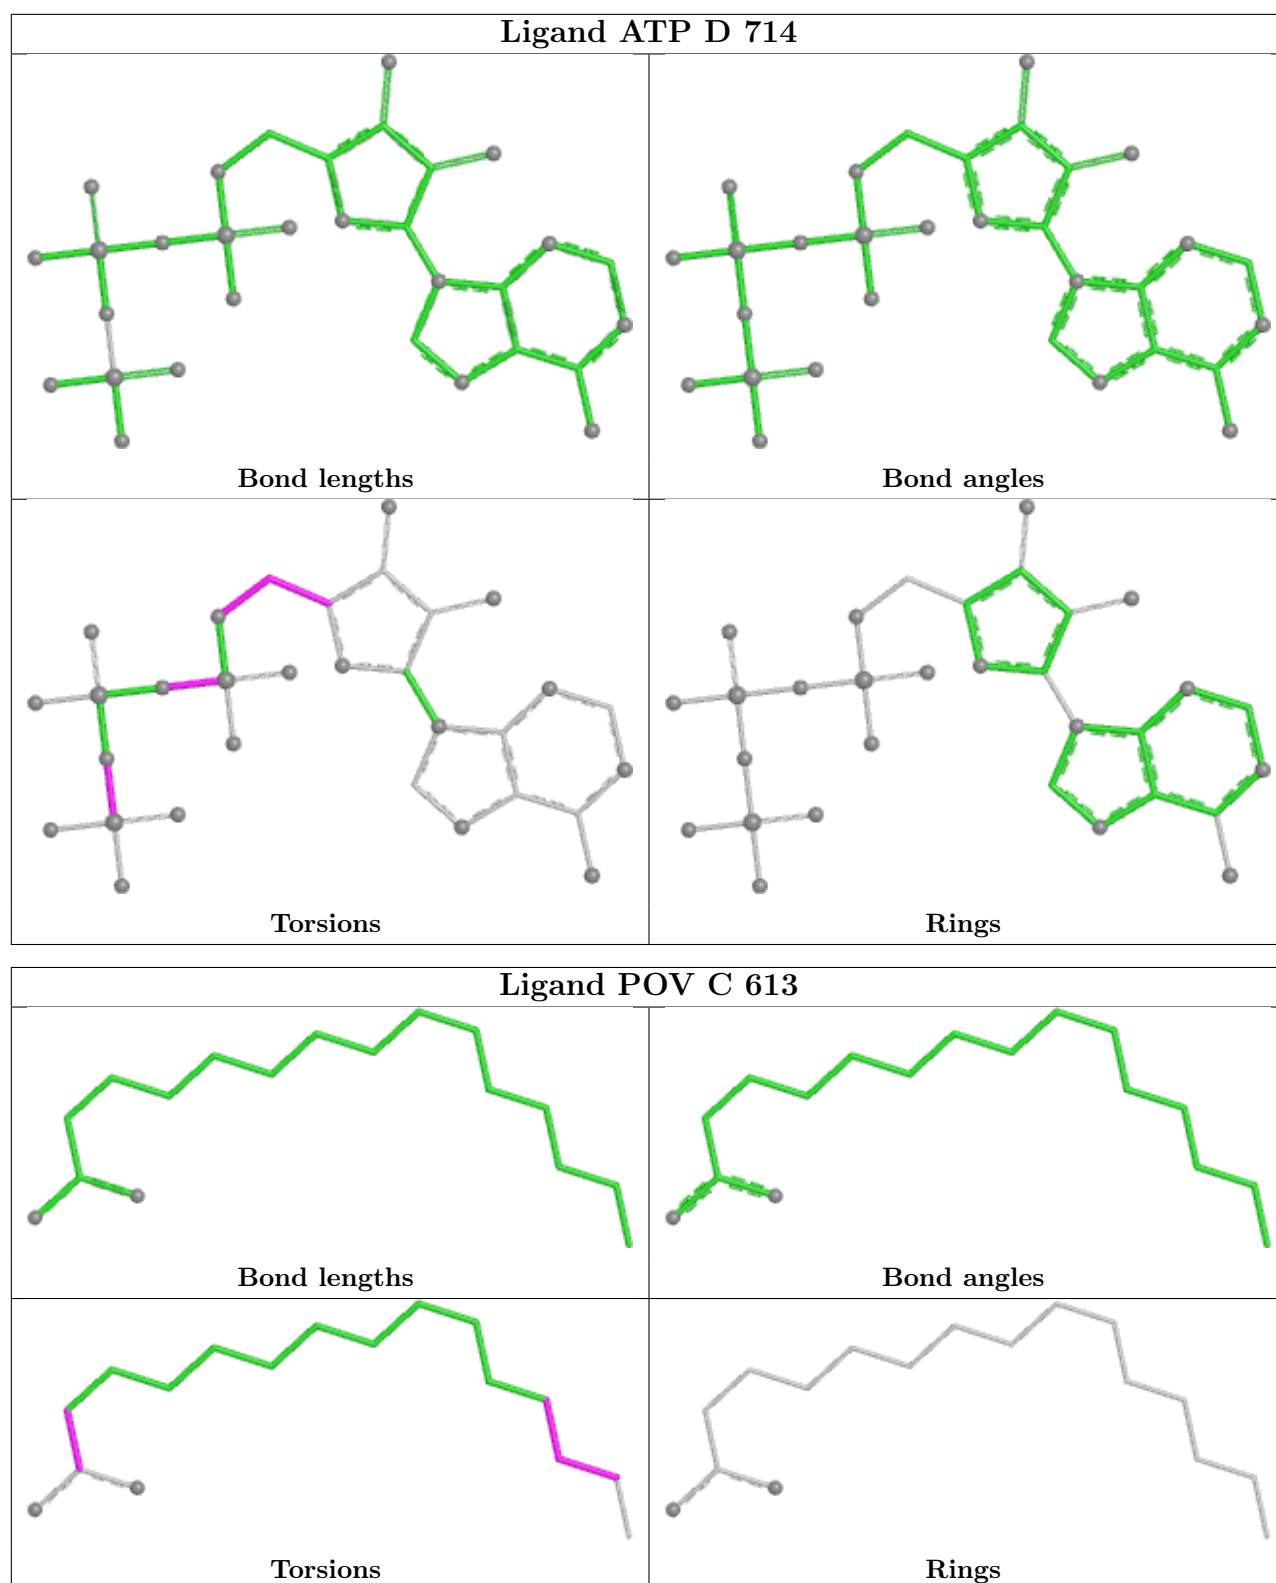 Ligand ATP D 714
Bond lengths
Bond angles
Torsions
Rings
Ligand POV C 613
Bond lengths
Bond angles
Torsions
Rings